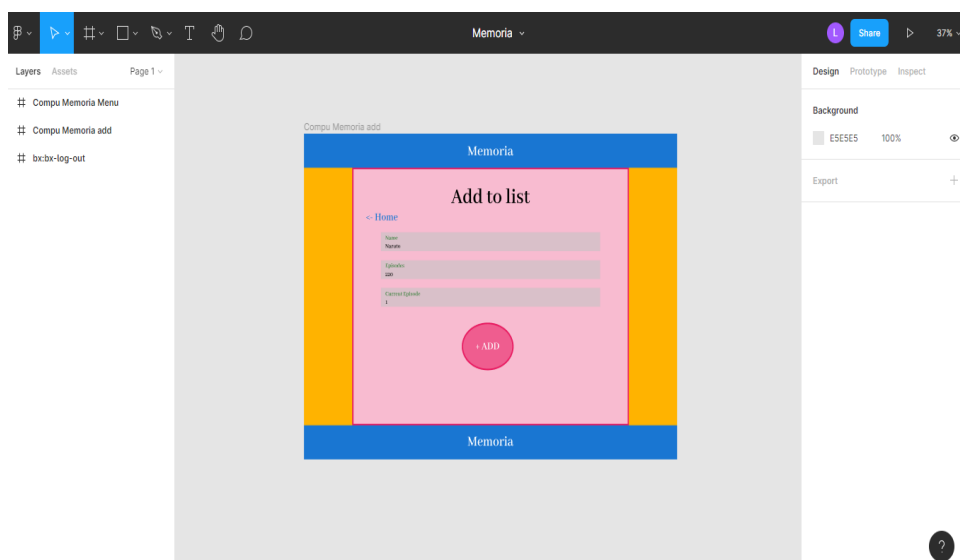 Memoria
L
Share
37%
Layers Assets Page 1
Compu Memoria Menu
Compu Memoria add
bx:bx-log-out
Compu Memoria add
Memoria
Add to list
<- Home
Name
Naruto
Episodes
220
Current Episode
1
+ ADD
Memoria
Design Prototype Inspect
Background
E5E5E5 100%
Export
?